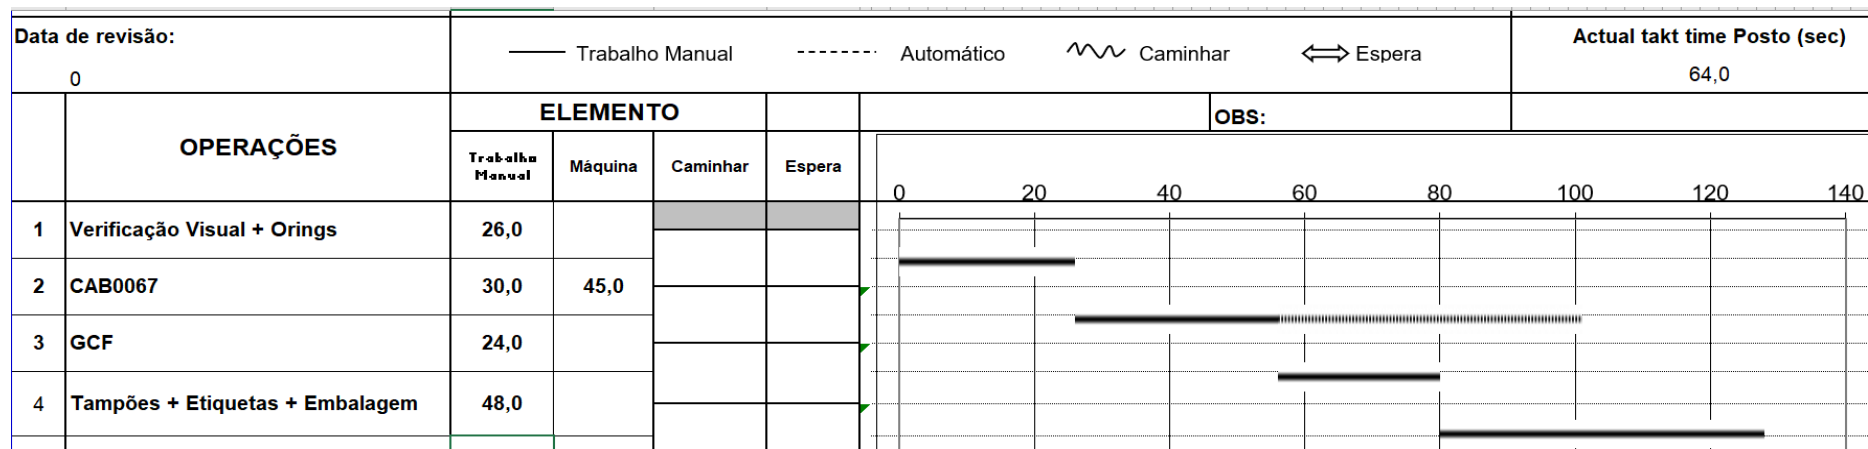 Data de revisão:
0
Trabalho Manual
Automático
Caminhar
Espera
Actual takt time Posto (sec)
64,0
OPERAÇÕES
ELEMENTO
OBS:
Trabalho
Manual
Máquina
Caminhar
Espera
0 20 40 60 80 100 120 140
1 Verificação Visual + Orings 26,0
2 CAB0067 30,0 45,0
3 GCF 24,0
4 Tampões + Etiquetas + Embalagem 48,0